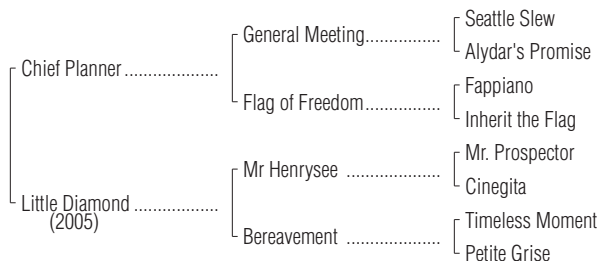 Seattle Slew
General Meeting.................
Alydar's Promise
Chief Planner ....................
Fappiano
Flag of Freedom.................
Inherit the Flag
Mr. Prospector
Mr Henrysee .....................
Cinegita
Little Diamond ..................
(2005)
Timeless Moment
Bereavement .....................
Petite Grise